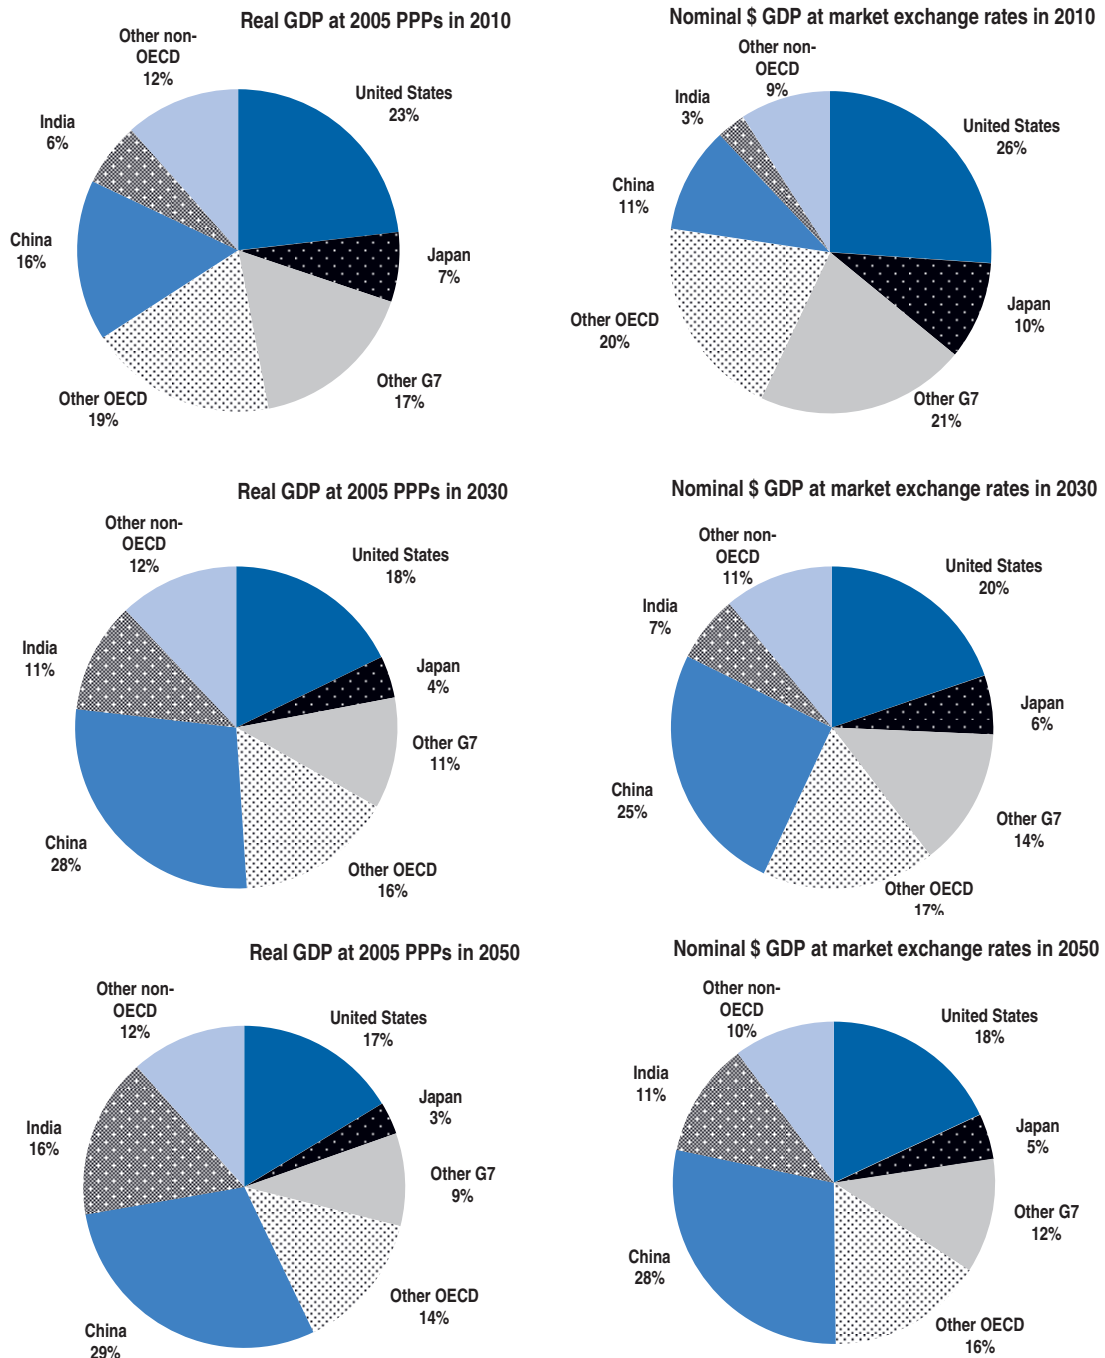 Real GDP at 2005 PPPs in 2010
Other non-
OECD
12%
United States
23%
India
6%
China
16%
Japan
7%
Other G7
17%
Other OECD
19%
Nominal $ GDP at market exchange rates in 2010
Other non-
OECD
9%
India
3%
United States
26%
China
11%
Japan
10%
Other OECD
20%
Other G7
21%
Real GDP at 2005 PPPs in 2030
Other non-
OECD
12%
United States
18%
India
11%
Japan
4%
Other G7
11%
China
28%
Other OECD
16%
Nominal $ GDP at market exchange rates in 2030
Other non-
OECD
11%
United States
20%
India
7%
Japan
6%
China
25%
Other G7
14%
Other OECD
17%
Real GDP at 2005 PPPs in 2050
Other non-
OECD
12%
United States
17%
Japan
3%
India
16%
Other G7
9%
Other OECD
14%
China
29%
Nominal $ GDP at market exchange rates in 2050
Other non-
OECD
10%
United States
18%
India
11%
Japan
5%
Other G7
12%
China
28%
Other OECD
16%